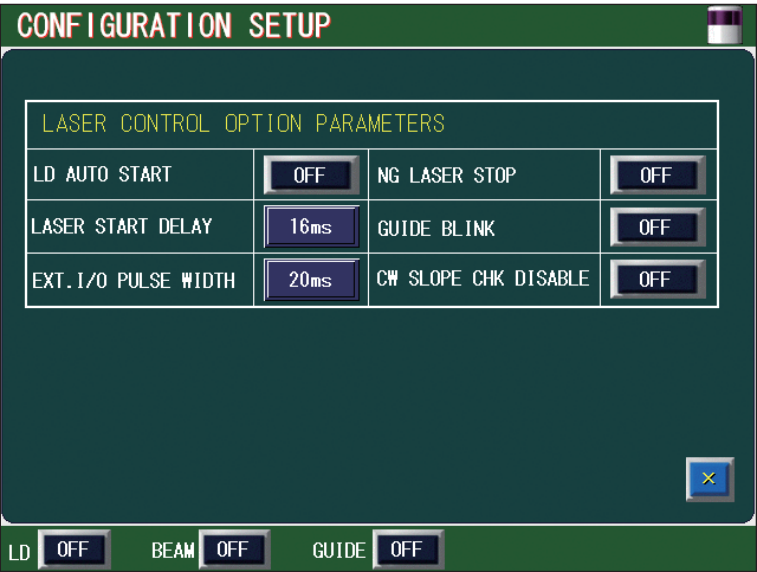 CONFIGURATION SETUP
LASER CONTROL OPTION PARAMETERS
LD AUTO START OFF NG LASER STOP OFF
LASER START DELAY 16ms GUIDE BLINK OFF
EXT.I/O PULSE WIDTH 20ms CW SLOPE CHK DISABLE OFF
×
LD OFF BEAM OFF GUIDE OFF